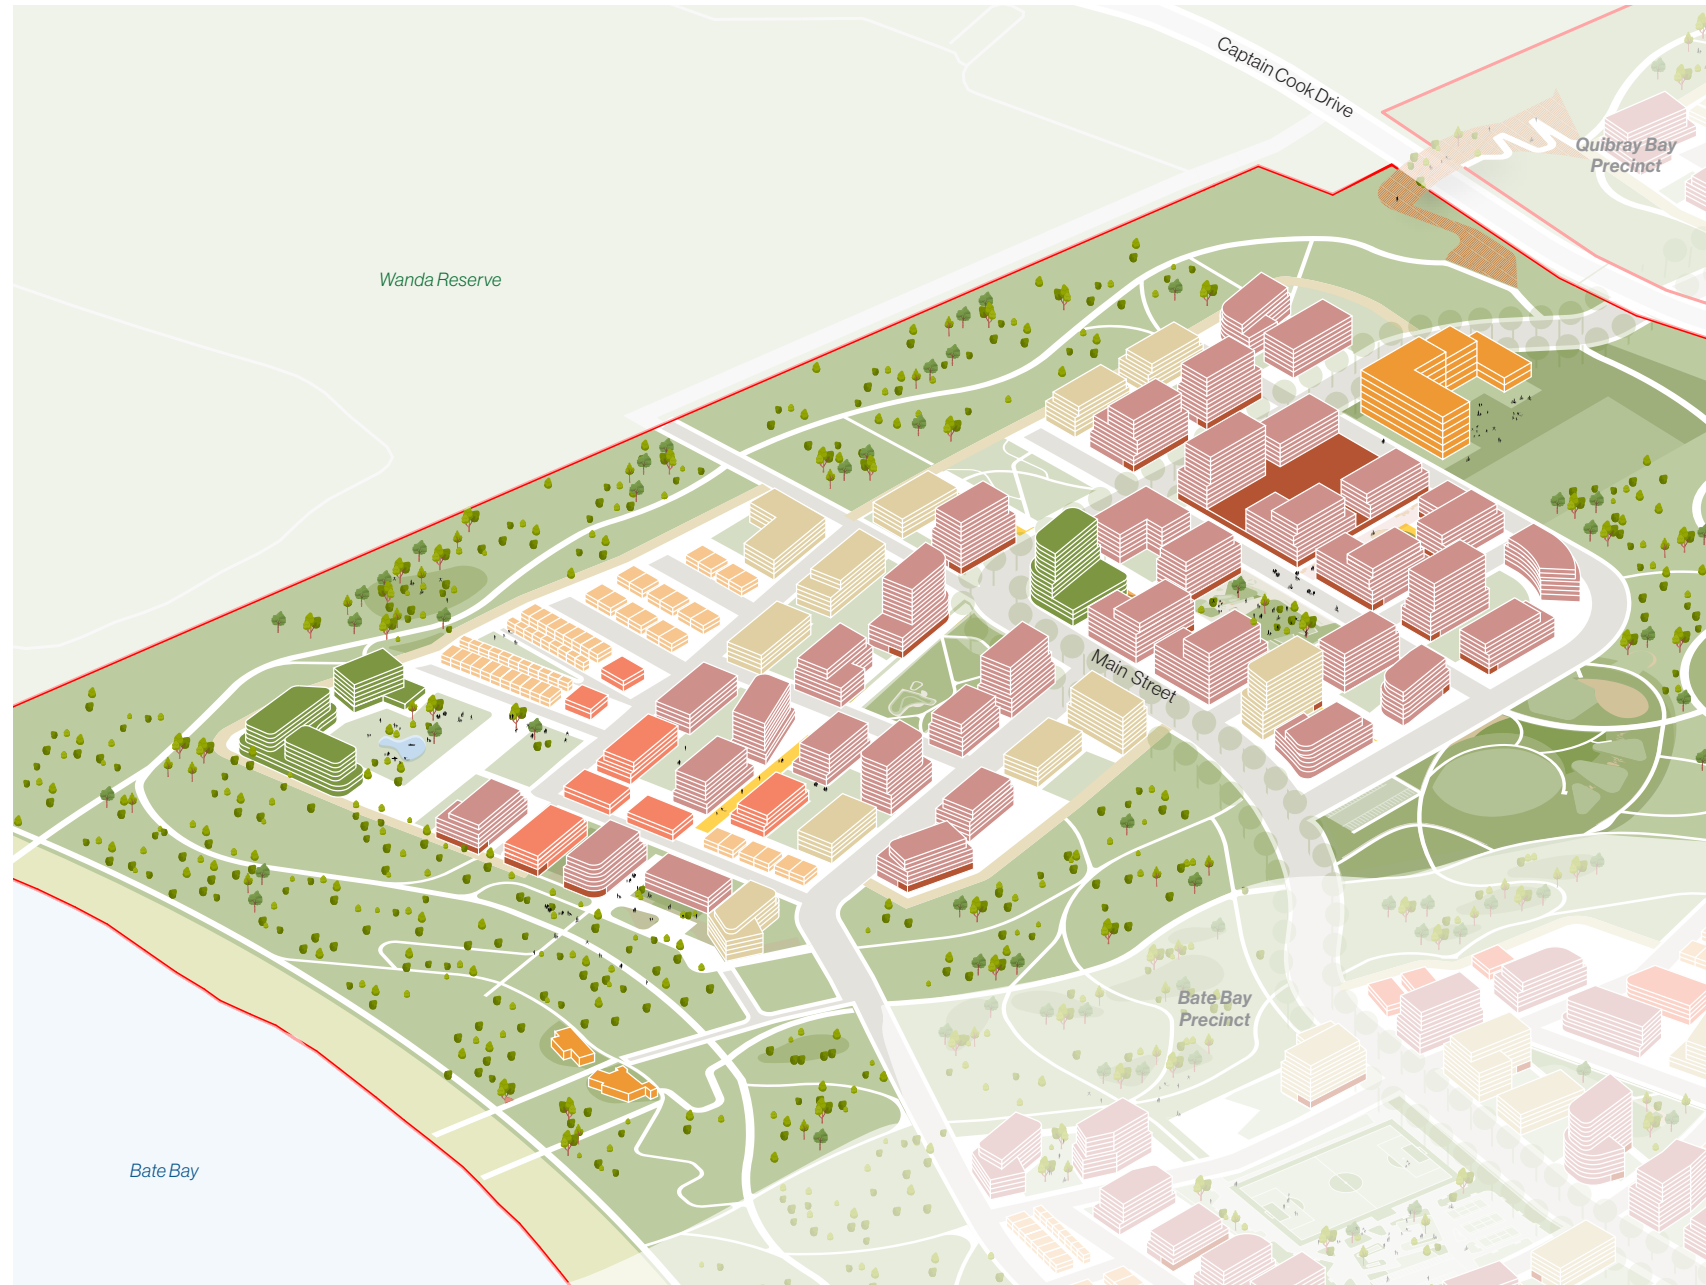 Captain Cook Drive
Quibray Bay
Precinct
Wanda Reserve
Main Street
Bate Bay
Precinct
Bate Bay